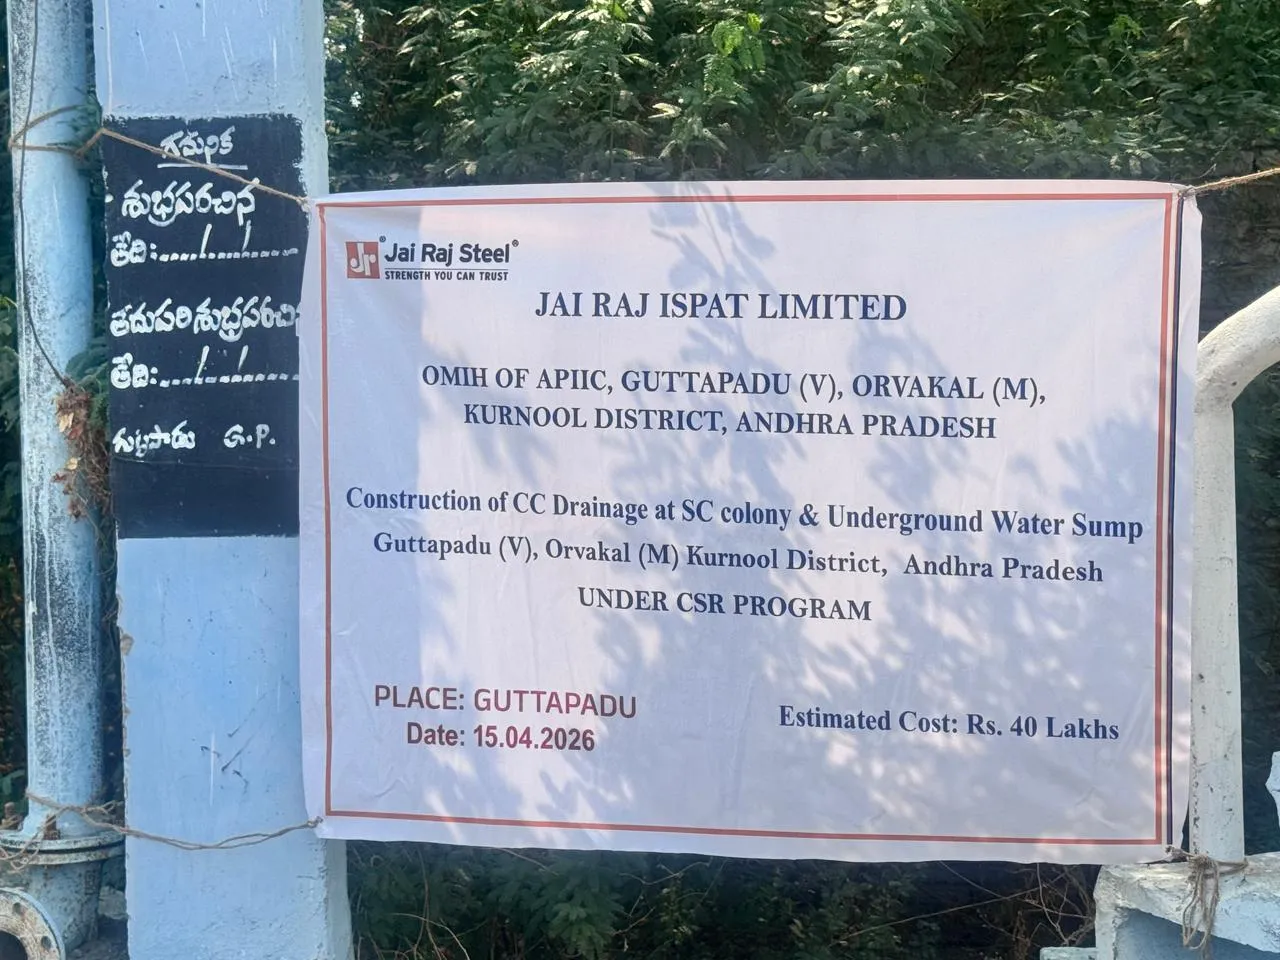 గమనిక
శుభ్రపరచిన
తేది:..../..../......
తదుపరి శుభ్రపరచిన
తేది:..../..../......
గుట్టపాడు G.P.
Jr ® Jai Raj Steel®
STRENGTH YOU CAN TRUST
JAI RAJ ISPAT LIMITED
OMIH OF APIIC, GUTTAPADU (V), ORVAKAL (M),
KURNOOL DISTRICT, ANDHRA PRADESH
Construction of CC Drainage at SC colony & Underground Water Sump
Guttapadu (V), Orvakal (M) Kurnool District, Andhra Pradesh
UNDER CSR PROGRAM
PLACE: GUTTAPADU
Date: 15.04.2026
Estimated Cost: Rs. 40 Lakhs